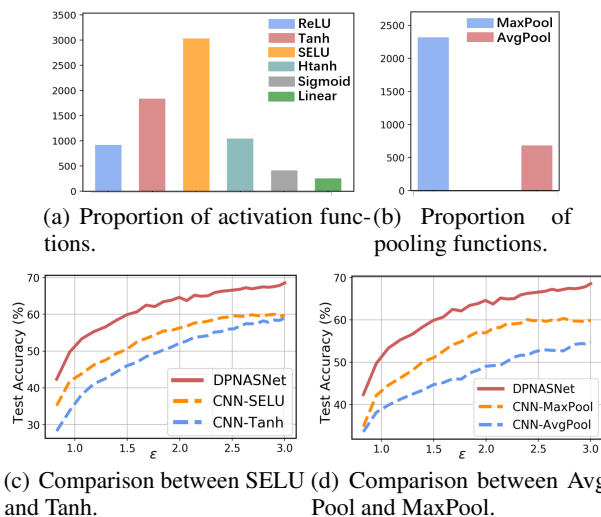 3500
3000
2500
2000
1500
1000
500
0
ReLU
Tanh
SELU
Htanh
Sigmoid
Linear
2500
2000
1500
1000
500
0
MaxPool
AvgPool
(a) Proportion of activation func-
tions.
(b) Proportion of
pooling functions.
70
60
50
40
30
Test Accuracy (%)
DPNASNet
CNN-SELU
CNN-Tanh
1.0 1.5 2.0 2.5 3.0
ε
70
60
50
40
Test Accuracy (%)
DPNASNet
CNN-MaxPool
CNN-AvgPool
1.0 1.5 2.0 2.5 3.0
ε
(c) Comparison between SELU
and Tanh.
(d) Comparison between Avg
Pool and MaxPool.